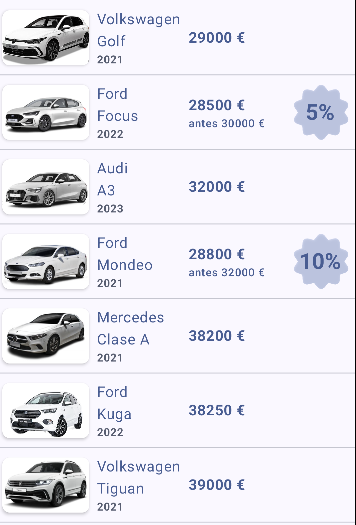 Volkswagen
Golf
2021
29000 €
Ford
Focus
2022
28500 €
antes 30000 €
5%
Audi
A3
2023
32000 €
Ford
Mondeo
2021
28800 €
antes 32000 €
10%
Mercedes
Clase A
2021
38200 €
Ford
Kuga
2022
38250 €
Volkswagen
Tiguan
2021
39000 €